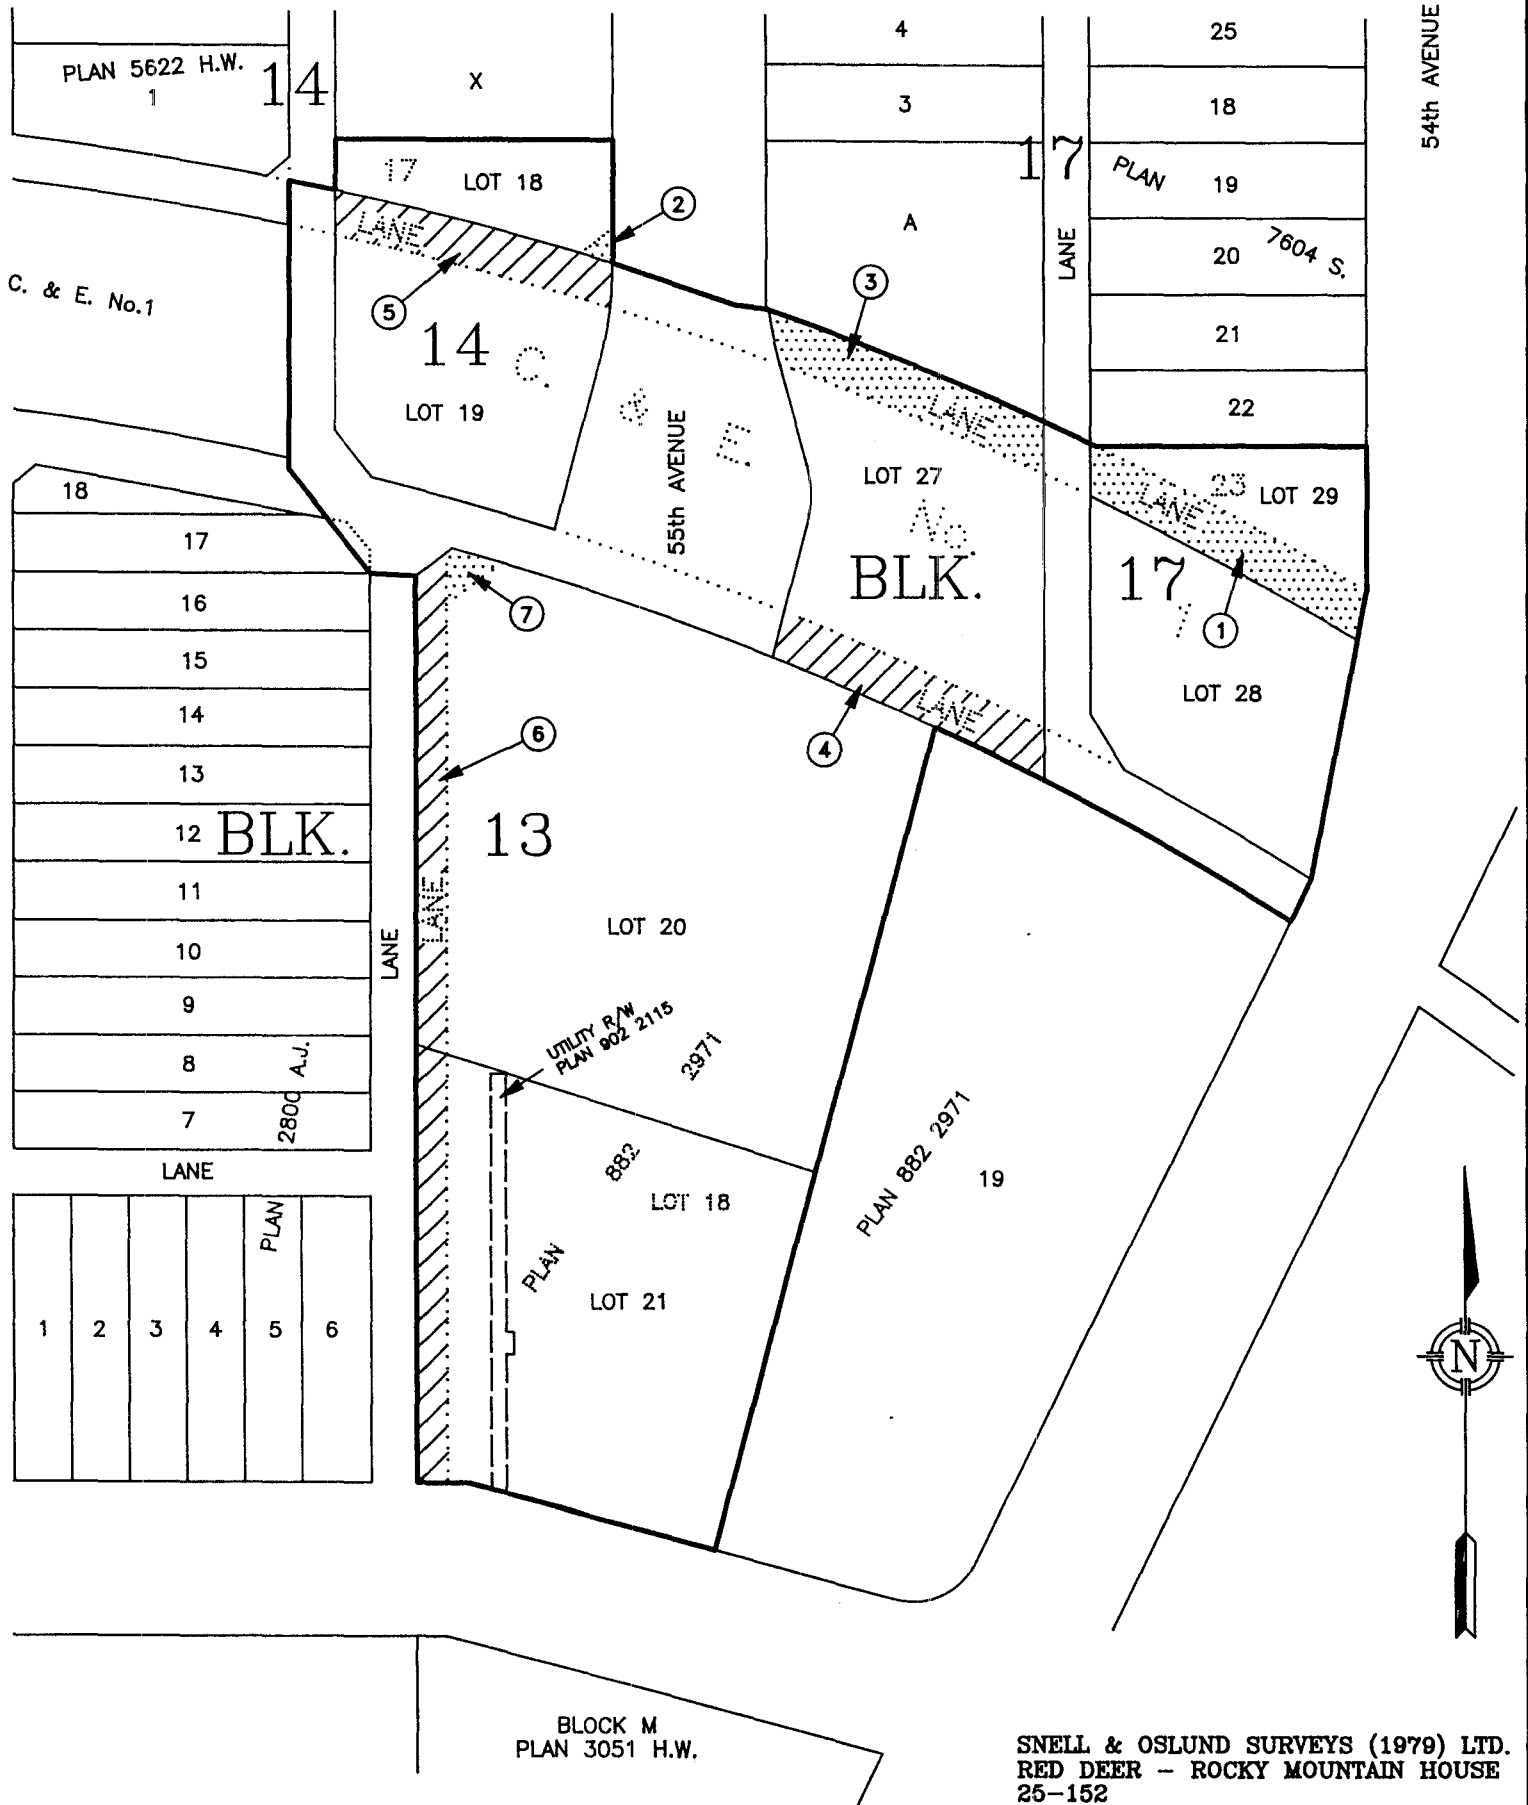 PLAN 5622 H.W.
1
14
X
4
3
25
18
54th AVENUE
17
LOT 18
2
17
PLAN
19
LANE
5
A
LANE
20
7604 S.
C. & E. No.1
3
21
14
C. & E. No. 1
LOT 19
LANE
22
55th AVENUE
LOT 27
23
LOT 29
LANE
18
17
BLK.
17
16
7
1
15
LOT 28
14
6
LANE
4
13
12
BLK.
13
11
LANE
10
LANE
LOT 20
9
UTILITY R/W
PLAN 902 2115
8
7
PLAN 2800 A.J.
PLAN 882 2971
PLAN 882 2971
LANE
19
LOT 18
LOT 21
1
2
3
4
5
6
N
BLOCK M
PLAN 3051 H.W.
SNELL & OSLUND SURVEYS (1979) LTD.
RED DEER – ROCKY MOUNTAIN HOUSE
25–152